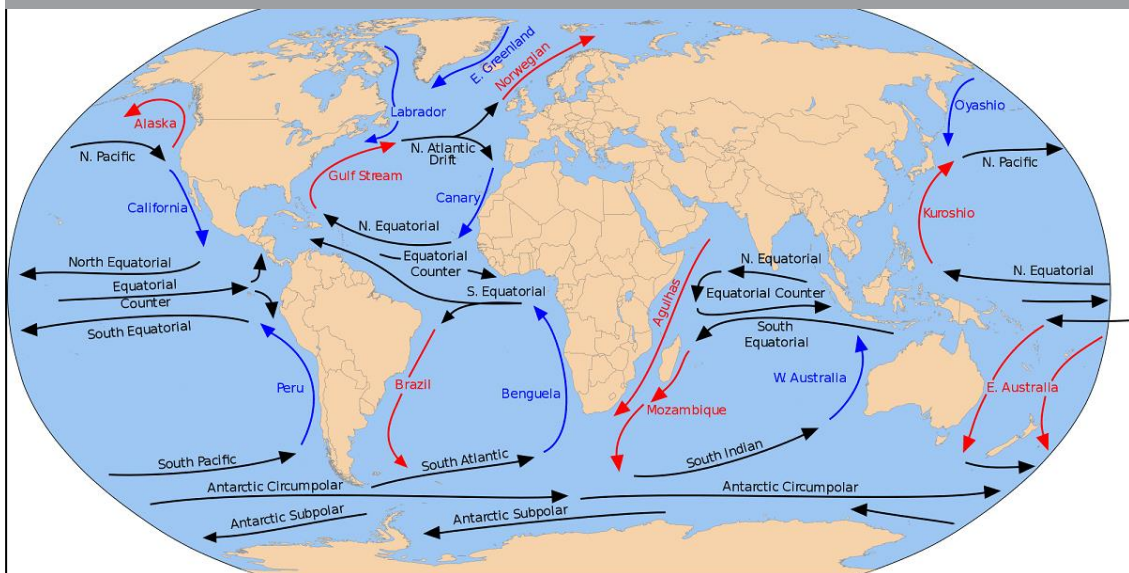 E. Greenland
Norwegian
Labrador
Oyashio
Alaska
N. Pacific
N. Atlantic
Drift
N. Pacific
Gulf Stream
California
Canary
Kuroshio
N. Equatorial
North Equatorial
Equatorial
Counter
N. Equatorial
N. Equatorial
Equatorial
Counter
S. Equatorial
Agulhas
Equatorial Counter
South Equatorial
South
Equatorial
Peru
Brazil
Benguela
W. Australia
E. Australia
Mozambique
South Pacific
South Atlantic
South Indian
Antarctic Circumpolar
Antarctic Circumpolar
Antarctic Subpolar
Antarctic Subpolar